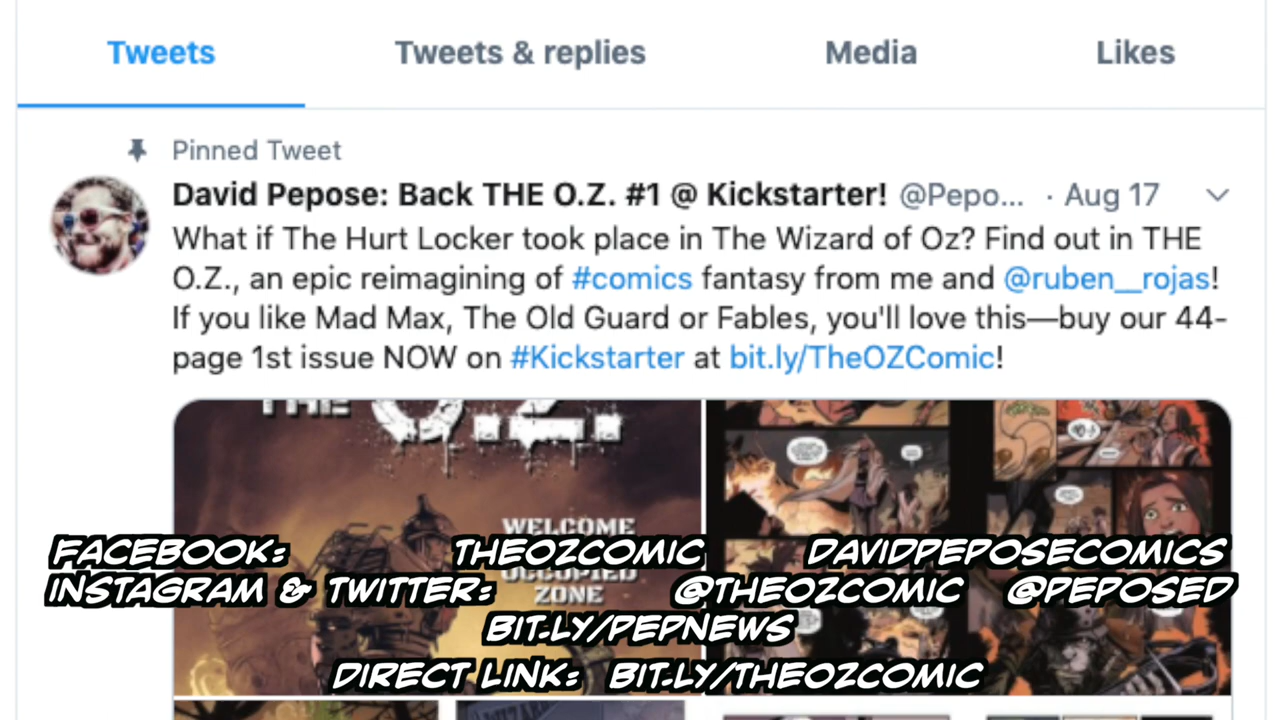 Tweets Tweets & replies Media Likes
Pinned Tweet
David Pepose: Back THE O.Z. #1 @ Kickstarter! @Pepo... · Aug 17
What if The Hurt Locker took place in The Wizard of Oz? Find out in THE
O.Z., an epic reimagining of #comics fantasy from me and @ruben__rojas!
If you like Mad Max, The Old Guard or Fables, you'll love this—buy our 44-
page 1st issue NOW on #Kickstarter at bit.ly/TheOZComic!
THE O.Z.
WELCOME
OCCUPIED
ZONE
FACEBOOK: THEOZCOMIC DAVIDPEPOSECOMICS
INSTAGRAM & TWITTER: @THEOZCOMIC @PEPOSED
BIT.LY/PEPNEWS
DIRECT LINK: BIT.LY/THEOZCOMIC